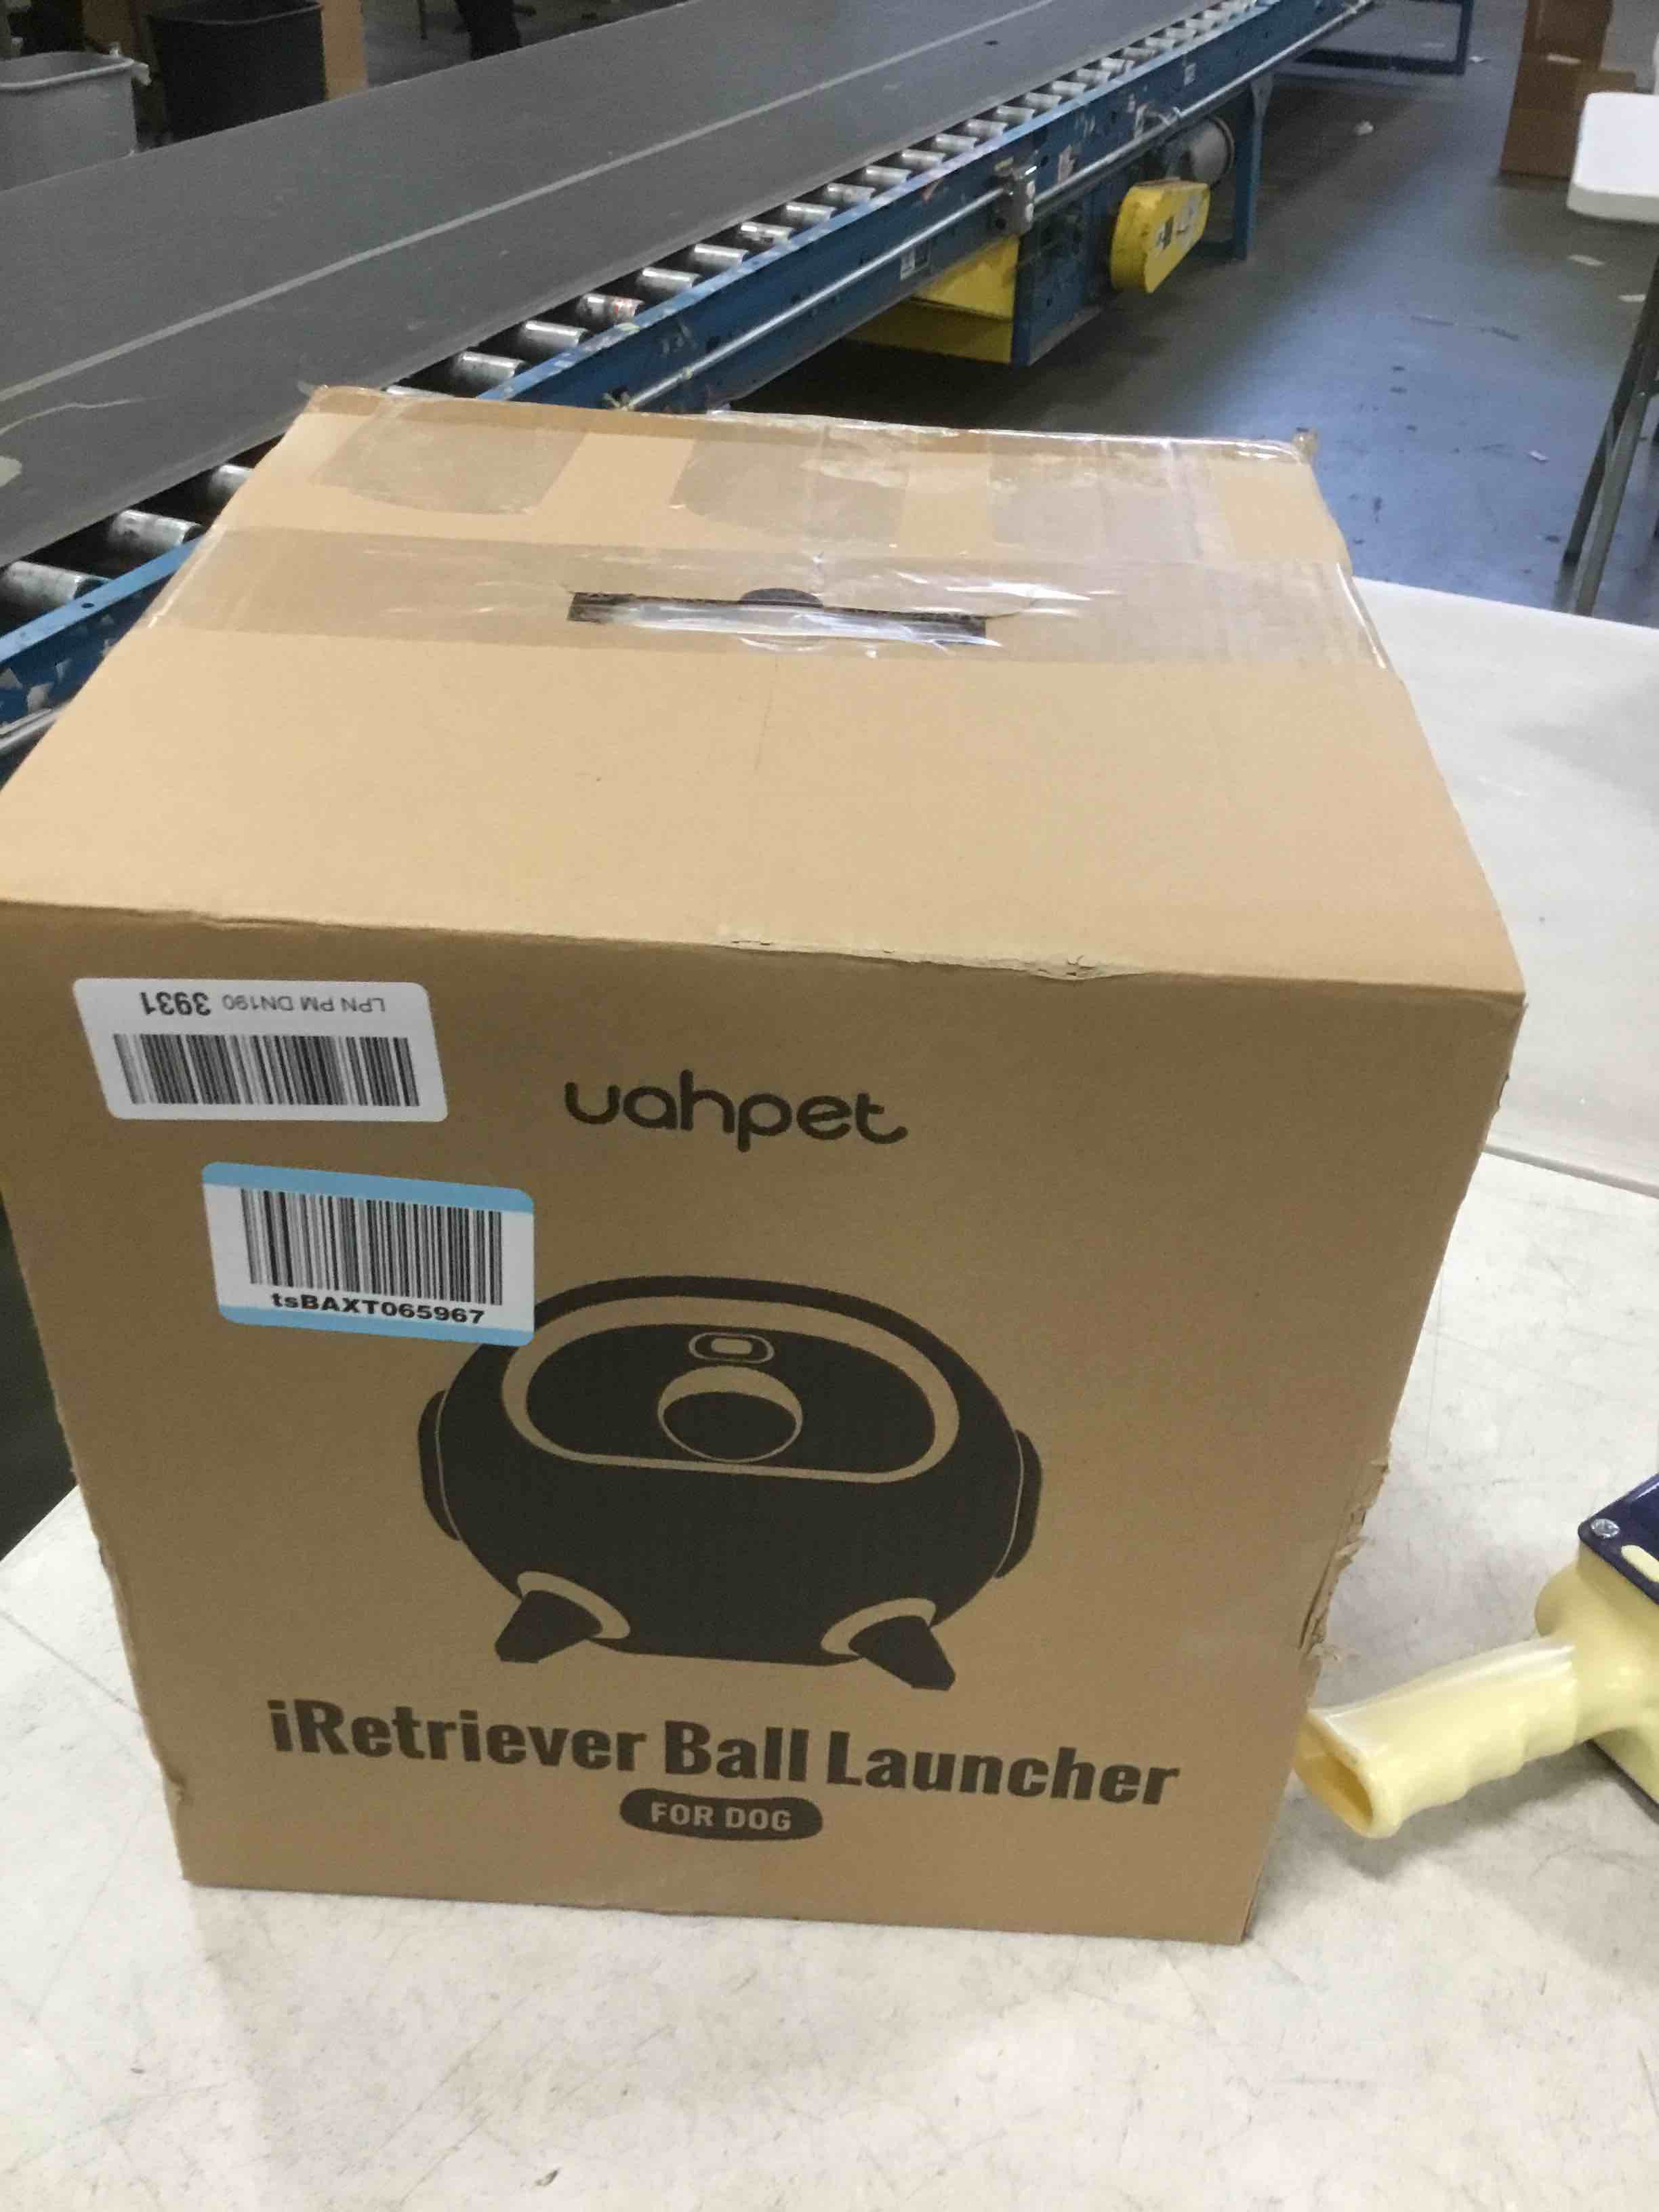 LPN PM DN190 3931
uahpet
tsBAXT065967
iRetriever Ball Launcher
FOR DOG